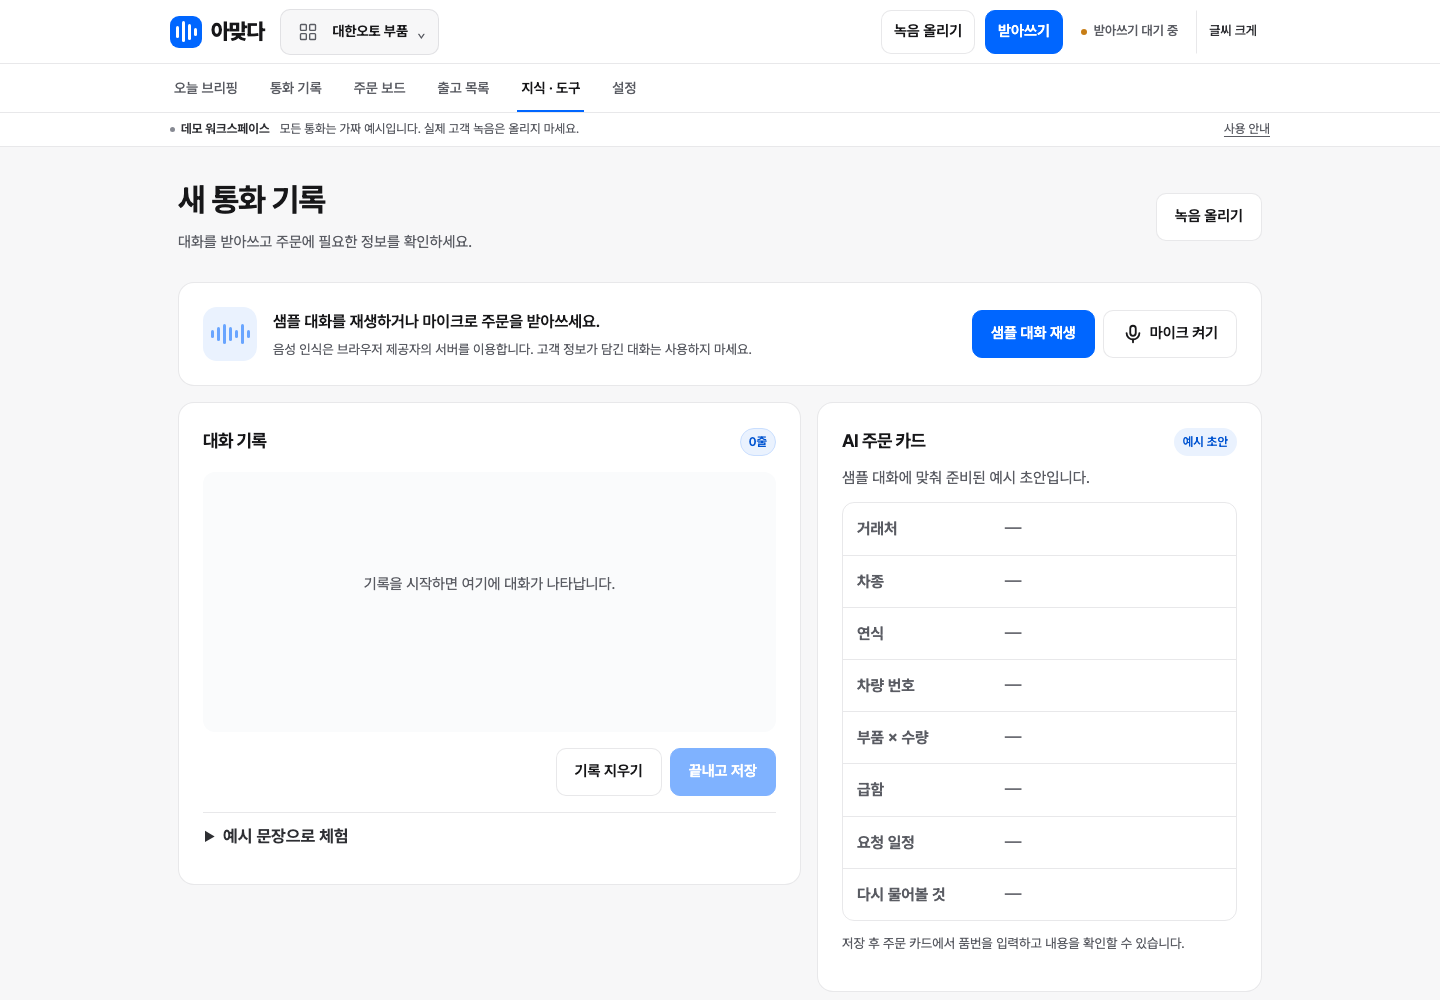 아맞다
대한오토 부품
녹음 올리기
받아쓰기
받아쓰기 대기 중
글씨 크게
오늘 브리핑
통화 기록
주문 보드
출고 목록
지식 · 도구
설정
데모 워크스페이스 모든 통화는 가짜 예시입니다. 실제 고객 녹음은 올리지 마세요.
사용 안내
새 통화 기록
대화를 받아쓰고 주문에 필요한 정보를 확인하세요.
녹음 올리기
샘플 대화를 재생하거나 마이크로 주문을 받아쓰세요.
음성 인식은 브라우저 제공자의 서버를 이용합니다. 고객 정보가 담긴 대화는 사용하지 마세요.
샘플 대화 재생
마이크 켜기
대화 기록
0줄
기록을 시작하면 여기에 대화가 나타납니다.
기록 지우기
끝내고 저장
예시 문장으로 체험
AI 주문 카드
예시 초안
샘플 대화에 맞춰 준비된 예시 초안입니다.
거래처 —
차종 —
연식 —
차량 번호 —
부품 × 수량 —
급함 —
요청 일정 —
다시 물어볼 것 —
저장 후 주문 카드에서 품번을 입력하고 내용을 확인할 수 있습니다.